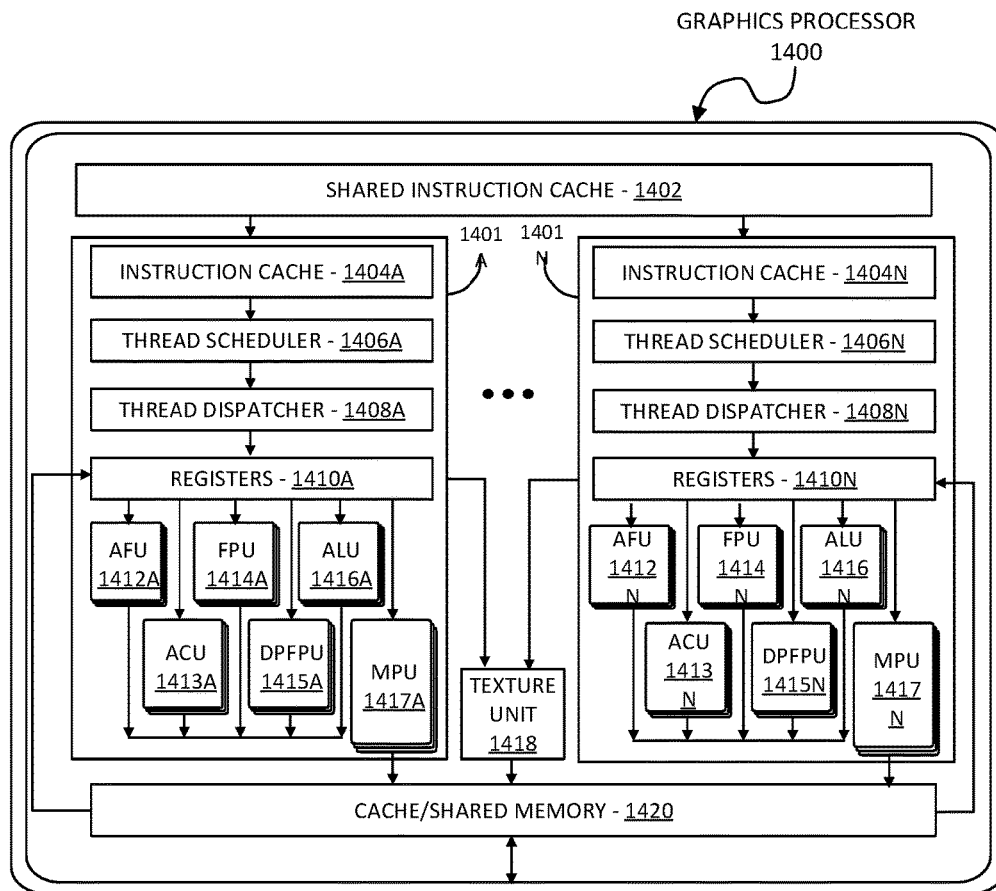 GRAPHICS PROCESSOR
1400
SHARED INSTRUCTION CACHE - 1402
1401
A
1401
N
INSTRUCTION CACHE - 1404A
THREAD SCHEDULER - 1406A
THREAD DISPATCHER - 1408A
REGISTERS - 1410A
AFU
1412A
FPU
1414A
ALU
1416A
ACU
1413A
DPFPU
1415A
MPU
1417A
INSTRUCTION CACHE - 1404N
THREAD SCHEDULER - 1406N
THREAD DISPATCHER - 1408N
REGISTERS - 1410N
AFU
1412
N
FPU
1414
N
ALU
1416
N
ACU
1413
N
DPFPU
1415N
MPU
1417
N
TEXTURE
UNIT
1418
CACHE/SHARED MEMORY - 1420